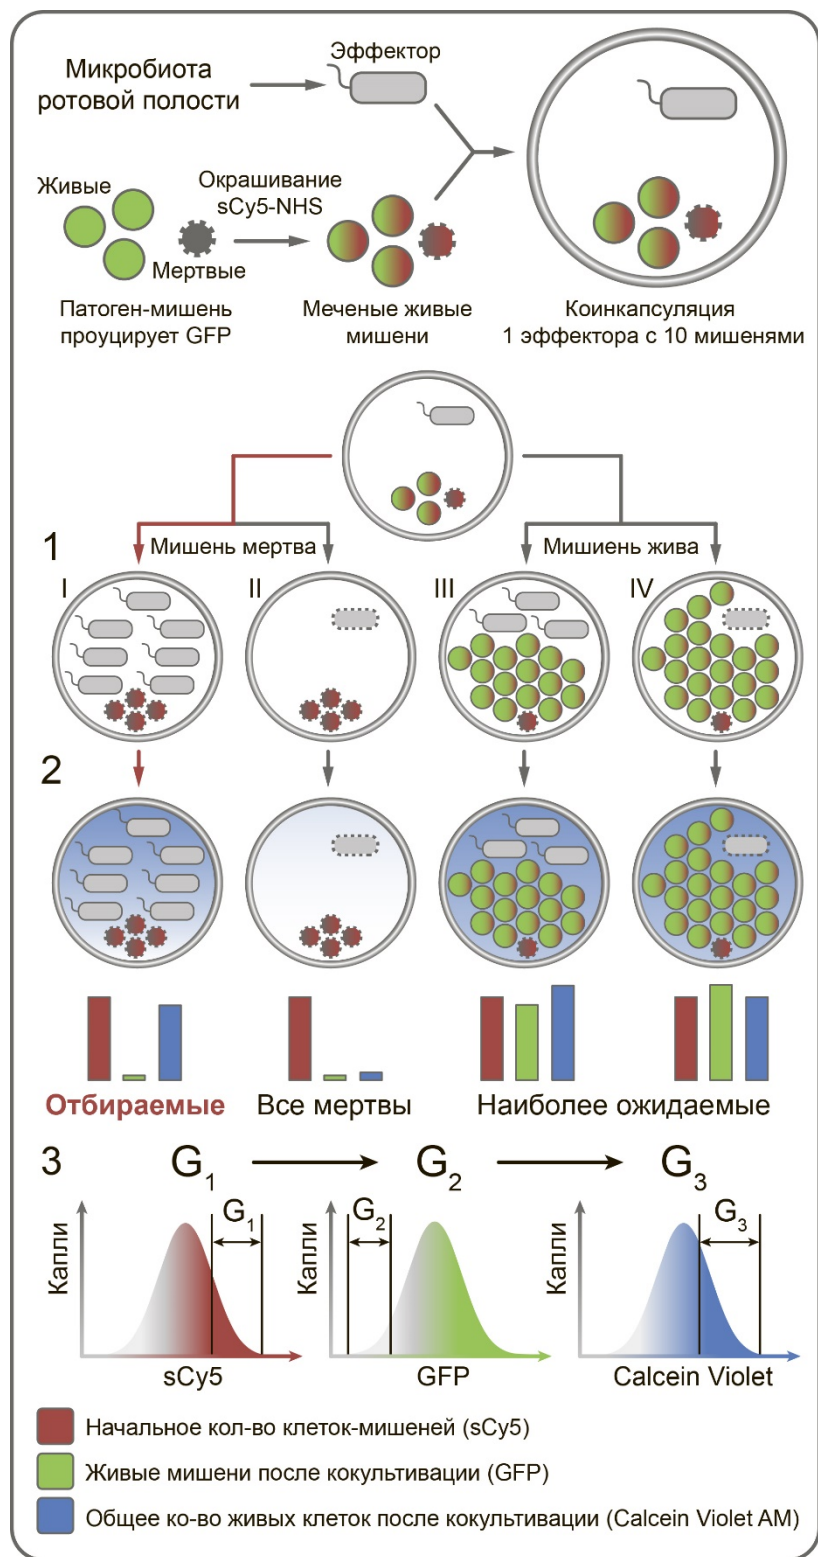 Эффектор
Микробиота
ротовой полости
Живые
Окрашивание
sCy5-NHS
Мертвые
Патоген-мишень
проуцирует GFP
Меченые живые
мишени
Коинкапсуляция
1 эффектора с 10 мишенями
1
Мишень мертва
Мишиень жива
I
II
III
IV
2
Отбираемые
Все мертвы
Наиболее ожидаемые
3
G1
G2
G3
Капли
G1
sCy5
Капли
G2
GFP
Капли
G3
Calcein Violet
Начальное кол-во клеток-мишеней (sCy5)
Живые мишени после кокультивации (GFP)
Общее ко-во живых клеток после кокультивации (Calcein Violet AM)